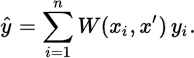 ŷ = ∑_{i=1}^{n} W(x_i, x′) y_i.